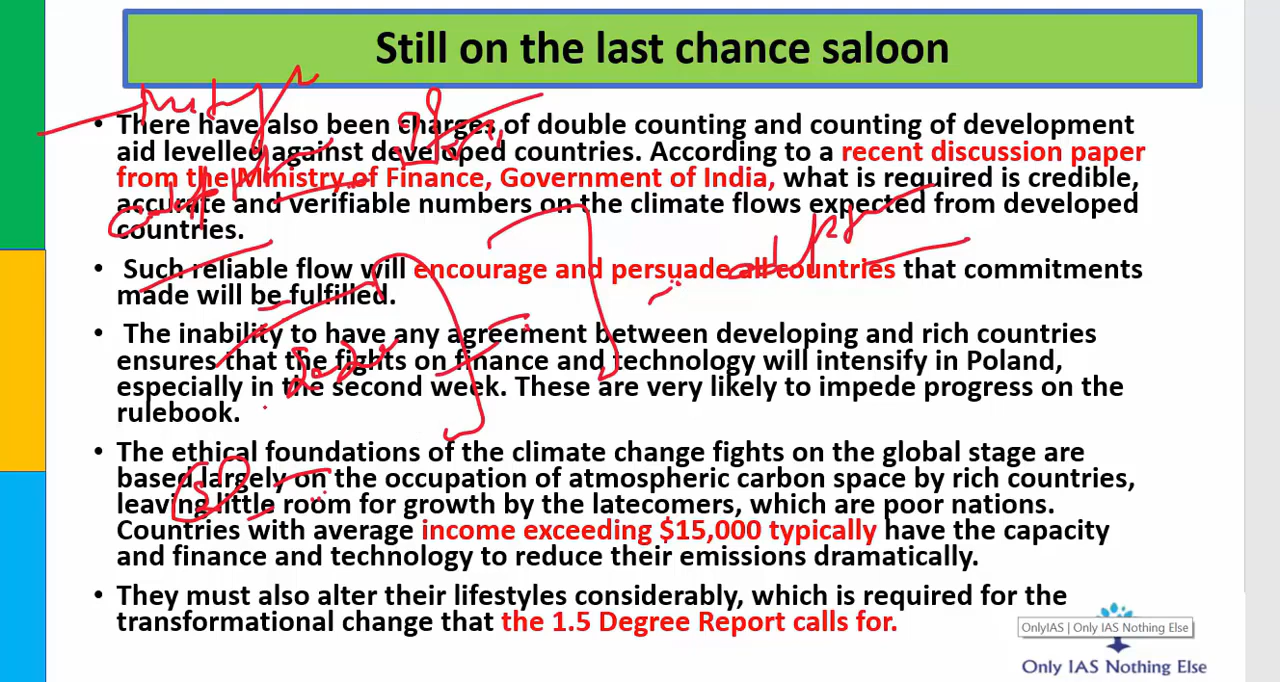 Still on the last chance saloon
• There have also been charges of double counting and counting of development
aid levelled against developed countries. According to a recent discussion paper
from the Ministry of Finance, Government of India, what is required is credible,
accurate and verifiable numbers on the climate flows expected from developed
countries.
• Such reliable flow will encourage and persuade all countries that commitments
made will be fulfilled.
• The inability to have any agreement between developing and rich countries
ensures that the fights on finance and technology will intensify in Poland,
especially in the second week. These are very likely to impede progress on the
rulebook.
• The ethical foundations of the climate change fights on the global stage are
based largely on the occupation of atmospheric carbon space by rich countries,
leaving little room for growth by the latecomers, which are poor nations.
Countries with average income exceeding $15,000 typically have the capacity
and finance and technology to reduce their emissions dramatically.
• They must also alter their lifestyles considerably, which is required for the
transformational change that the 1.5 Degree Report calls for.
OnlyIAS | Only IAS Nothing Else
Only IAS Nothing Else